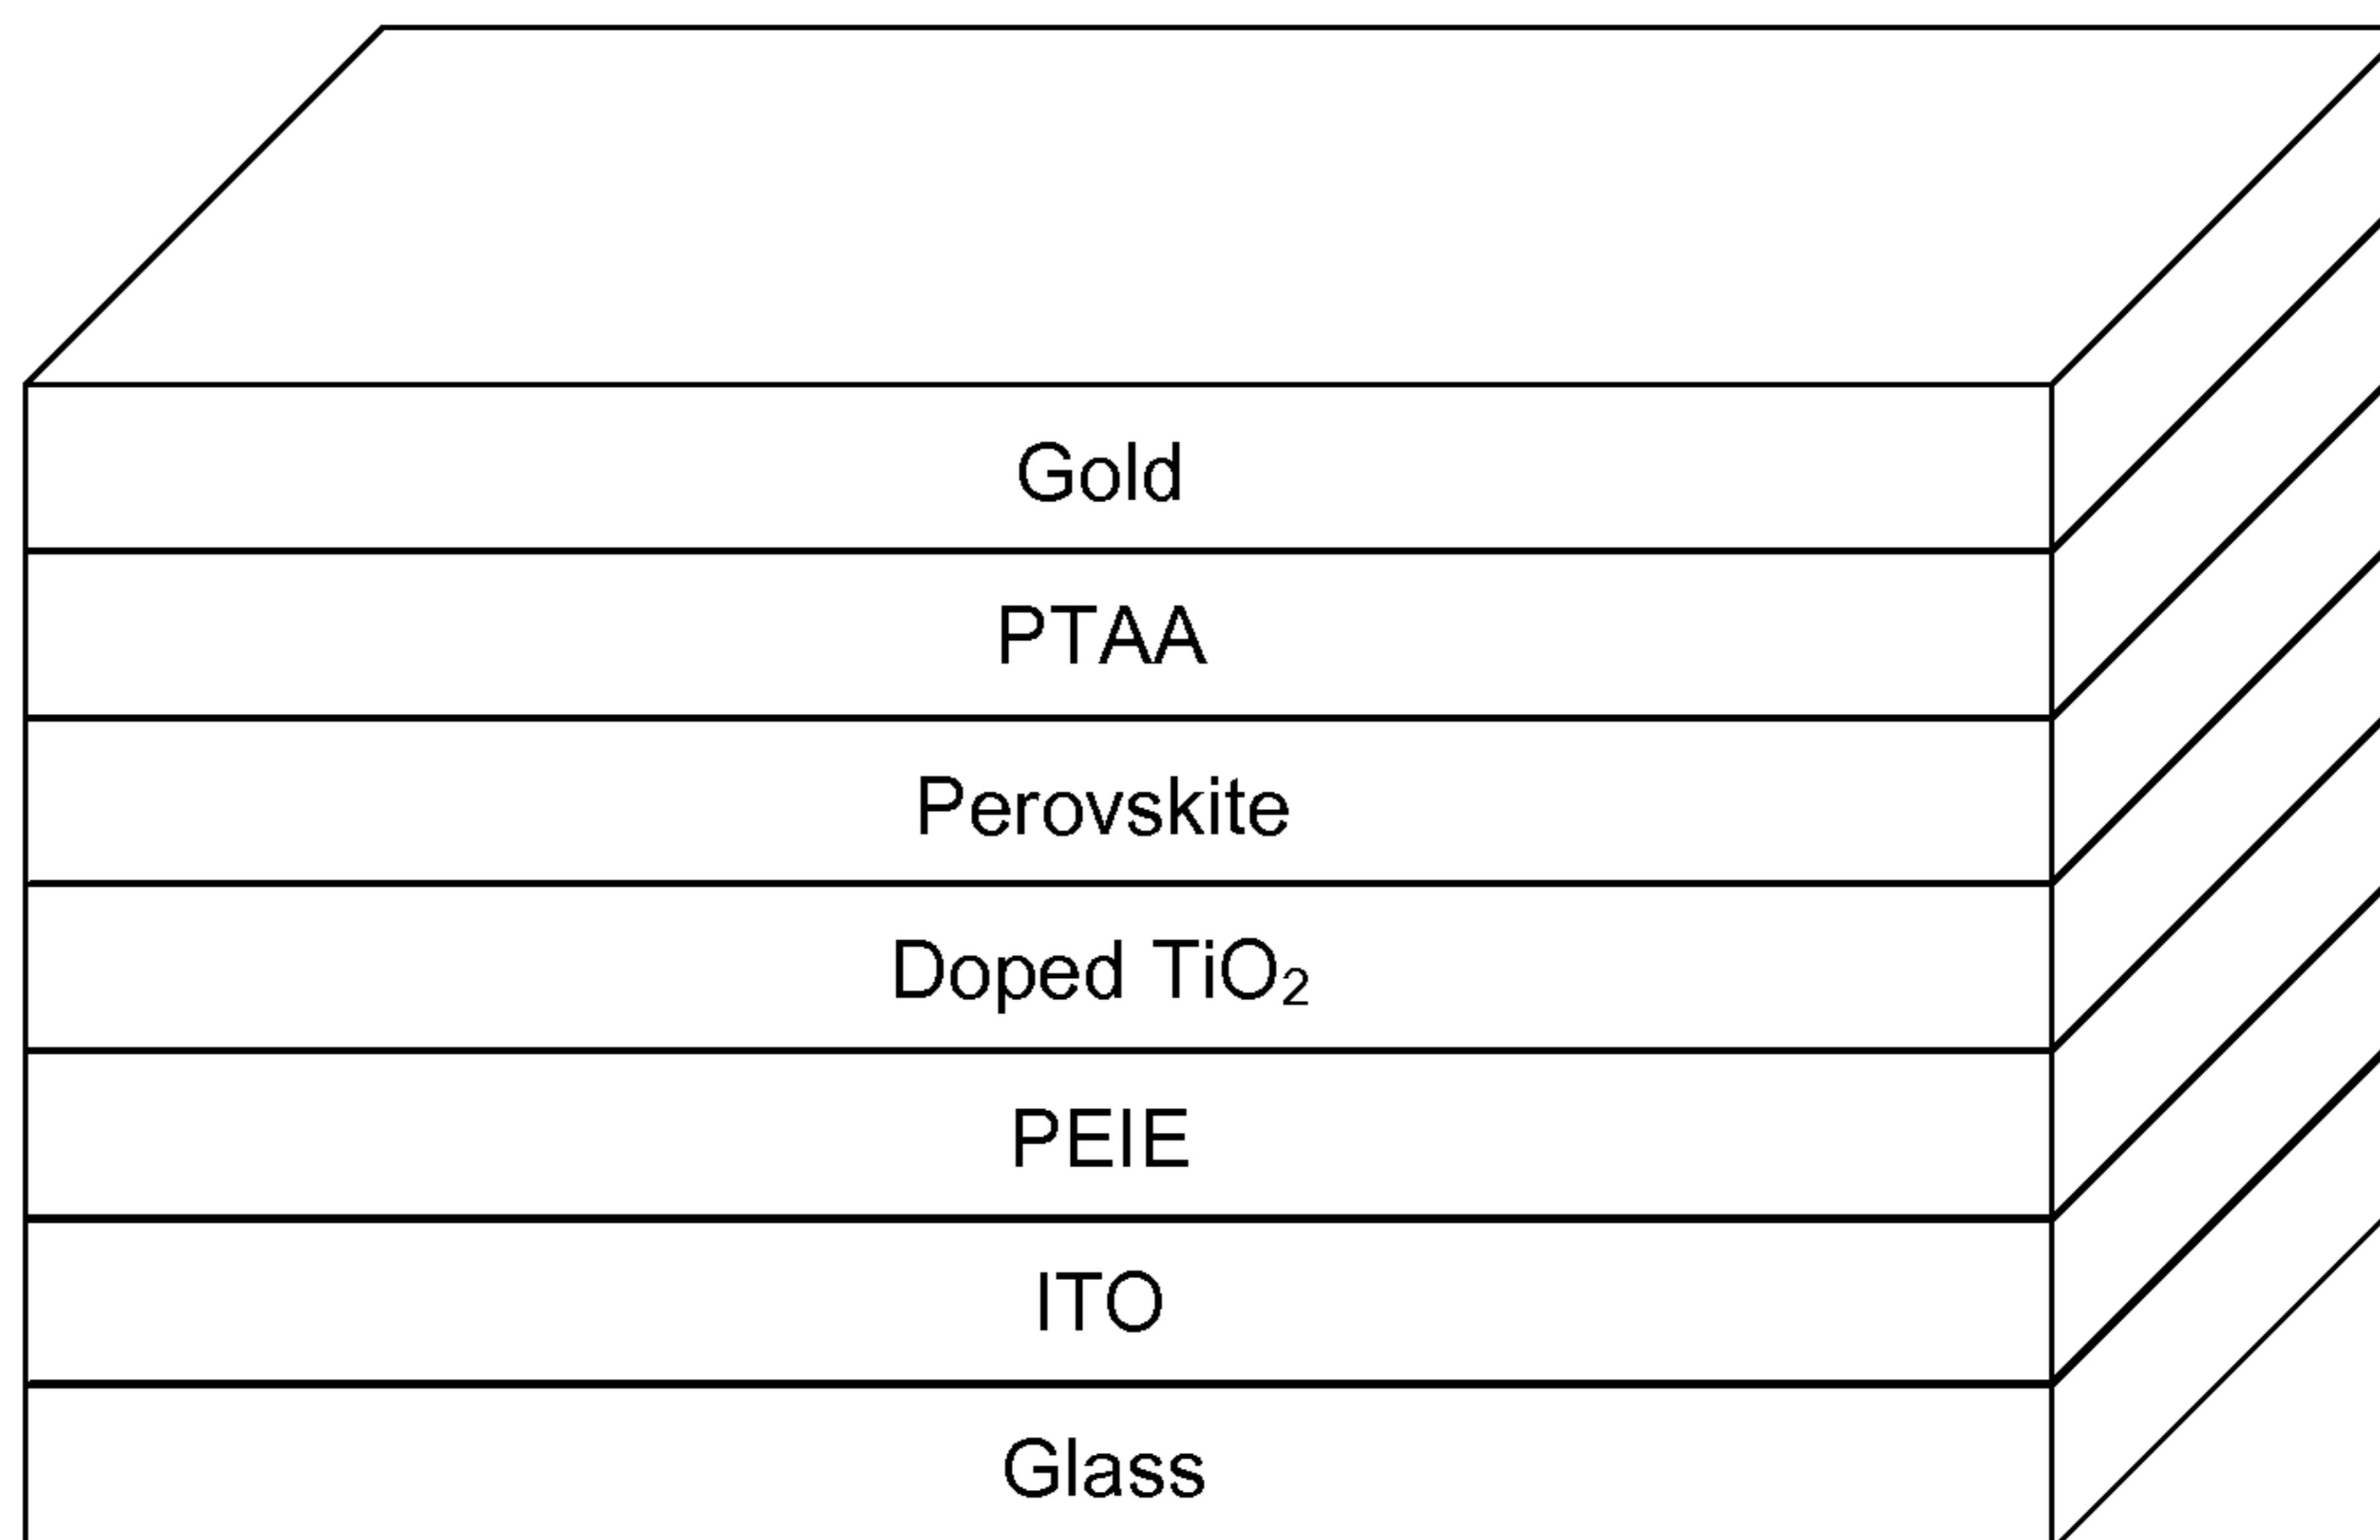 Gold
PTAA
Perovskite
Doped TiO₂
PEIE
ITO
Glass